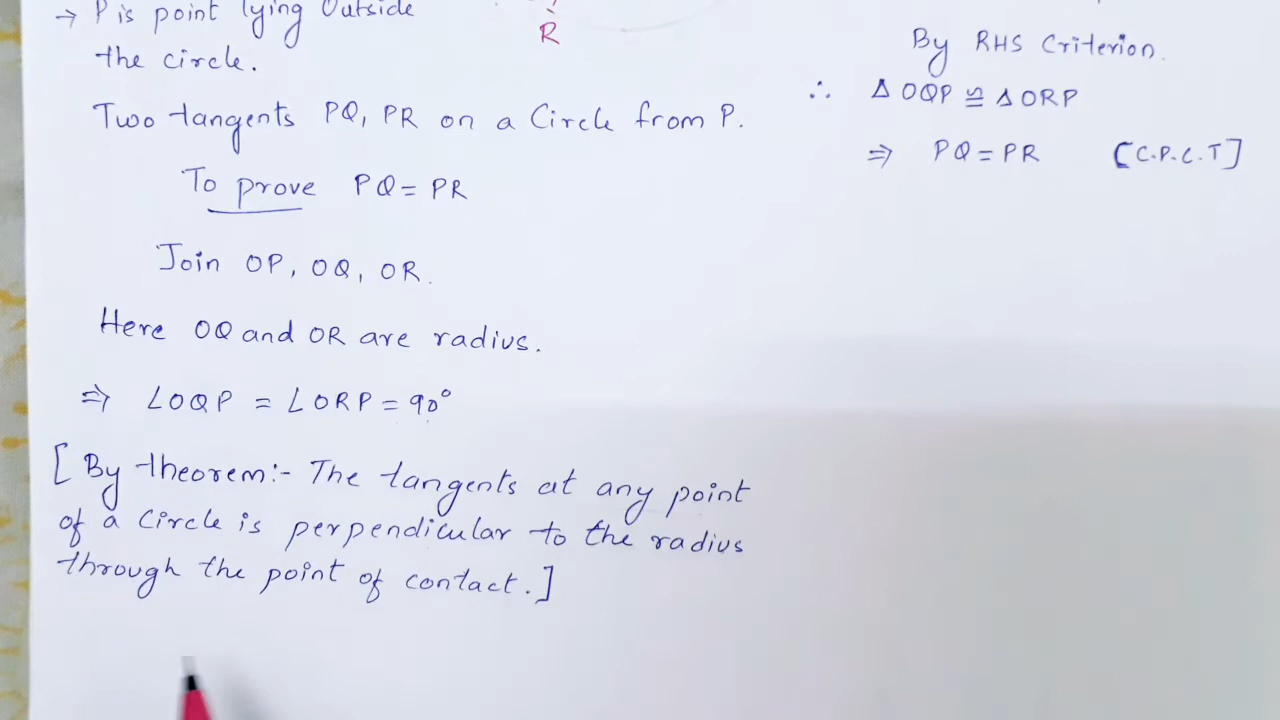 → P is point lying Outside
the circle.
Two tangents PQ, PR on a Circle from P.
To prove PQ = PR
Join OP, OQ, OR.
Here OQ and OR are radius.
⇒ ∠OQP = ∠ORP = 90°
[By theorem:- The tangents at any point
of a Circle is perpendicular to the radius
through the point of contact.]
R
By RHS Criterion.
∴ Δ OQP ≅ Δ ORP
⇒ PQ = PR [C.P.C.T]